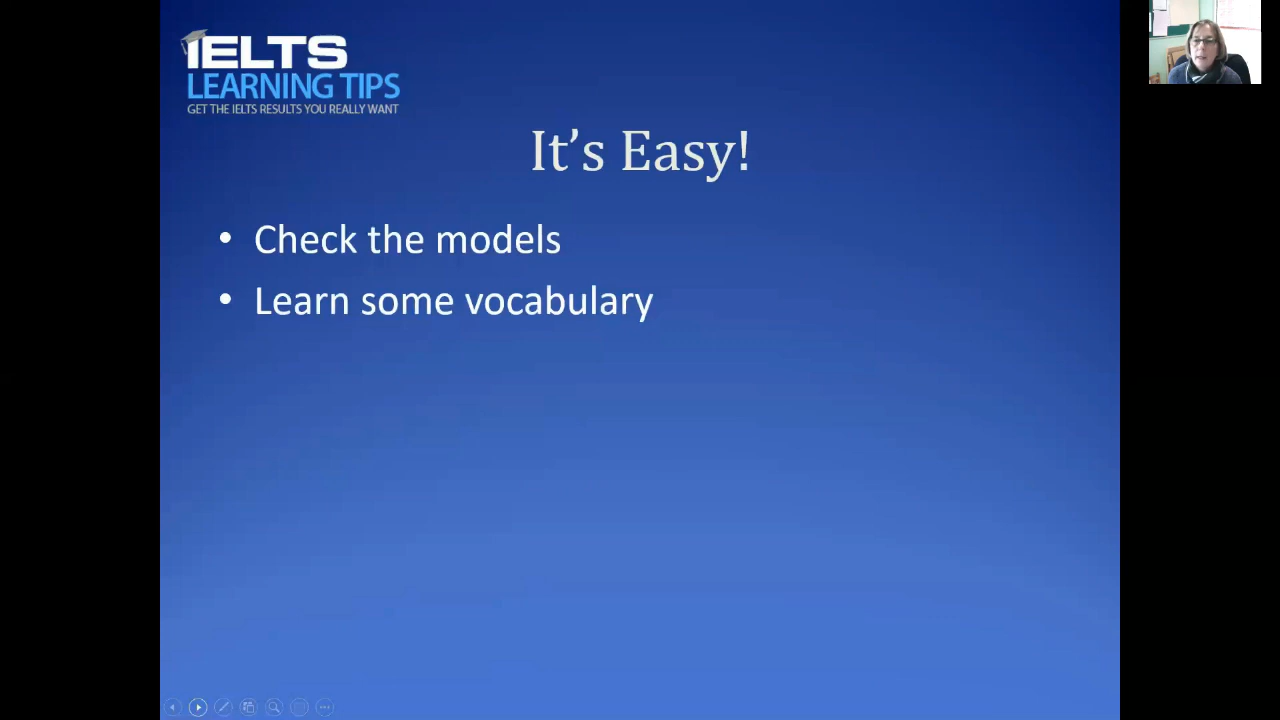 IELTS
LEARNING TIPS
GET THE IELTS RESULTS YOU REALLY WANT
It’s Easy!
• Check the models
• Learn some vocabulary